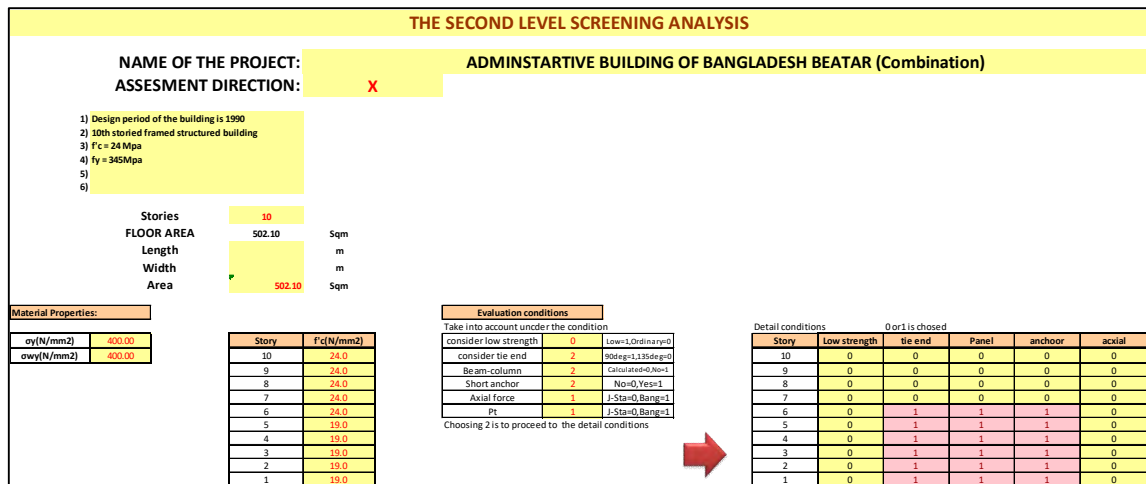 THE SECOND LEVEL SCREENING ANALYSIS
NAME OF THE PROJECT: ADMINSTARTIVE BUILDING OF BANGLADESH BEATAR (Combination)
ASSESMENT DIRECTION: X
1) Design period of the building is 1990
2) 10th storied framed structured building
3) f'c = 24 Mpa
4) fy = 345Mpa
5)
6)
Stories 10
FLOOR AREA 502.10 Sqm
Length m
Width m
Area 502.10 Sqm
Material Properties:
σy(N/mm2) 400.00
σwy(N/mm2) 400.00
Story f'c(N/mm2)
10 24.0
9 24.0
8 24.0
7 24.0
6 24.0
5 19.0
4 19.0
3 19.0
2 19.0
1 19.0
Evaluation conditions
Take into account uncder the condition
consider low strength 0 Low=1,Ordinary=0
consider tie end 2 90deg=1,135deg=0
Beam-column 2 Calculated=0,No=1
Short anchor 2 No=0,Yes=1
Axial force 1 J-Sta=0,Bang=1
Pt 1 J-Sta=0,Bang=1
Choosing 2 is to proceed to the detail conditions
Detail conditions 0 or1 is chosed
Story Low strength tie end Panel anchoor acxial
10 0 0 0 0 0
9 0 0 0 0 0
8 0 0 0 0 0
7 0 0 0 0 0
6 0 1 1 1 0
5 0 1 1 1 0
4 0 1 1 1 0
3 0 1 1 1 0
2 0 1 1 1 0
1 0 1 1 1 0